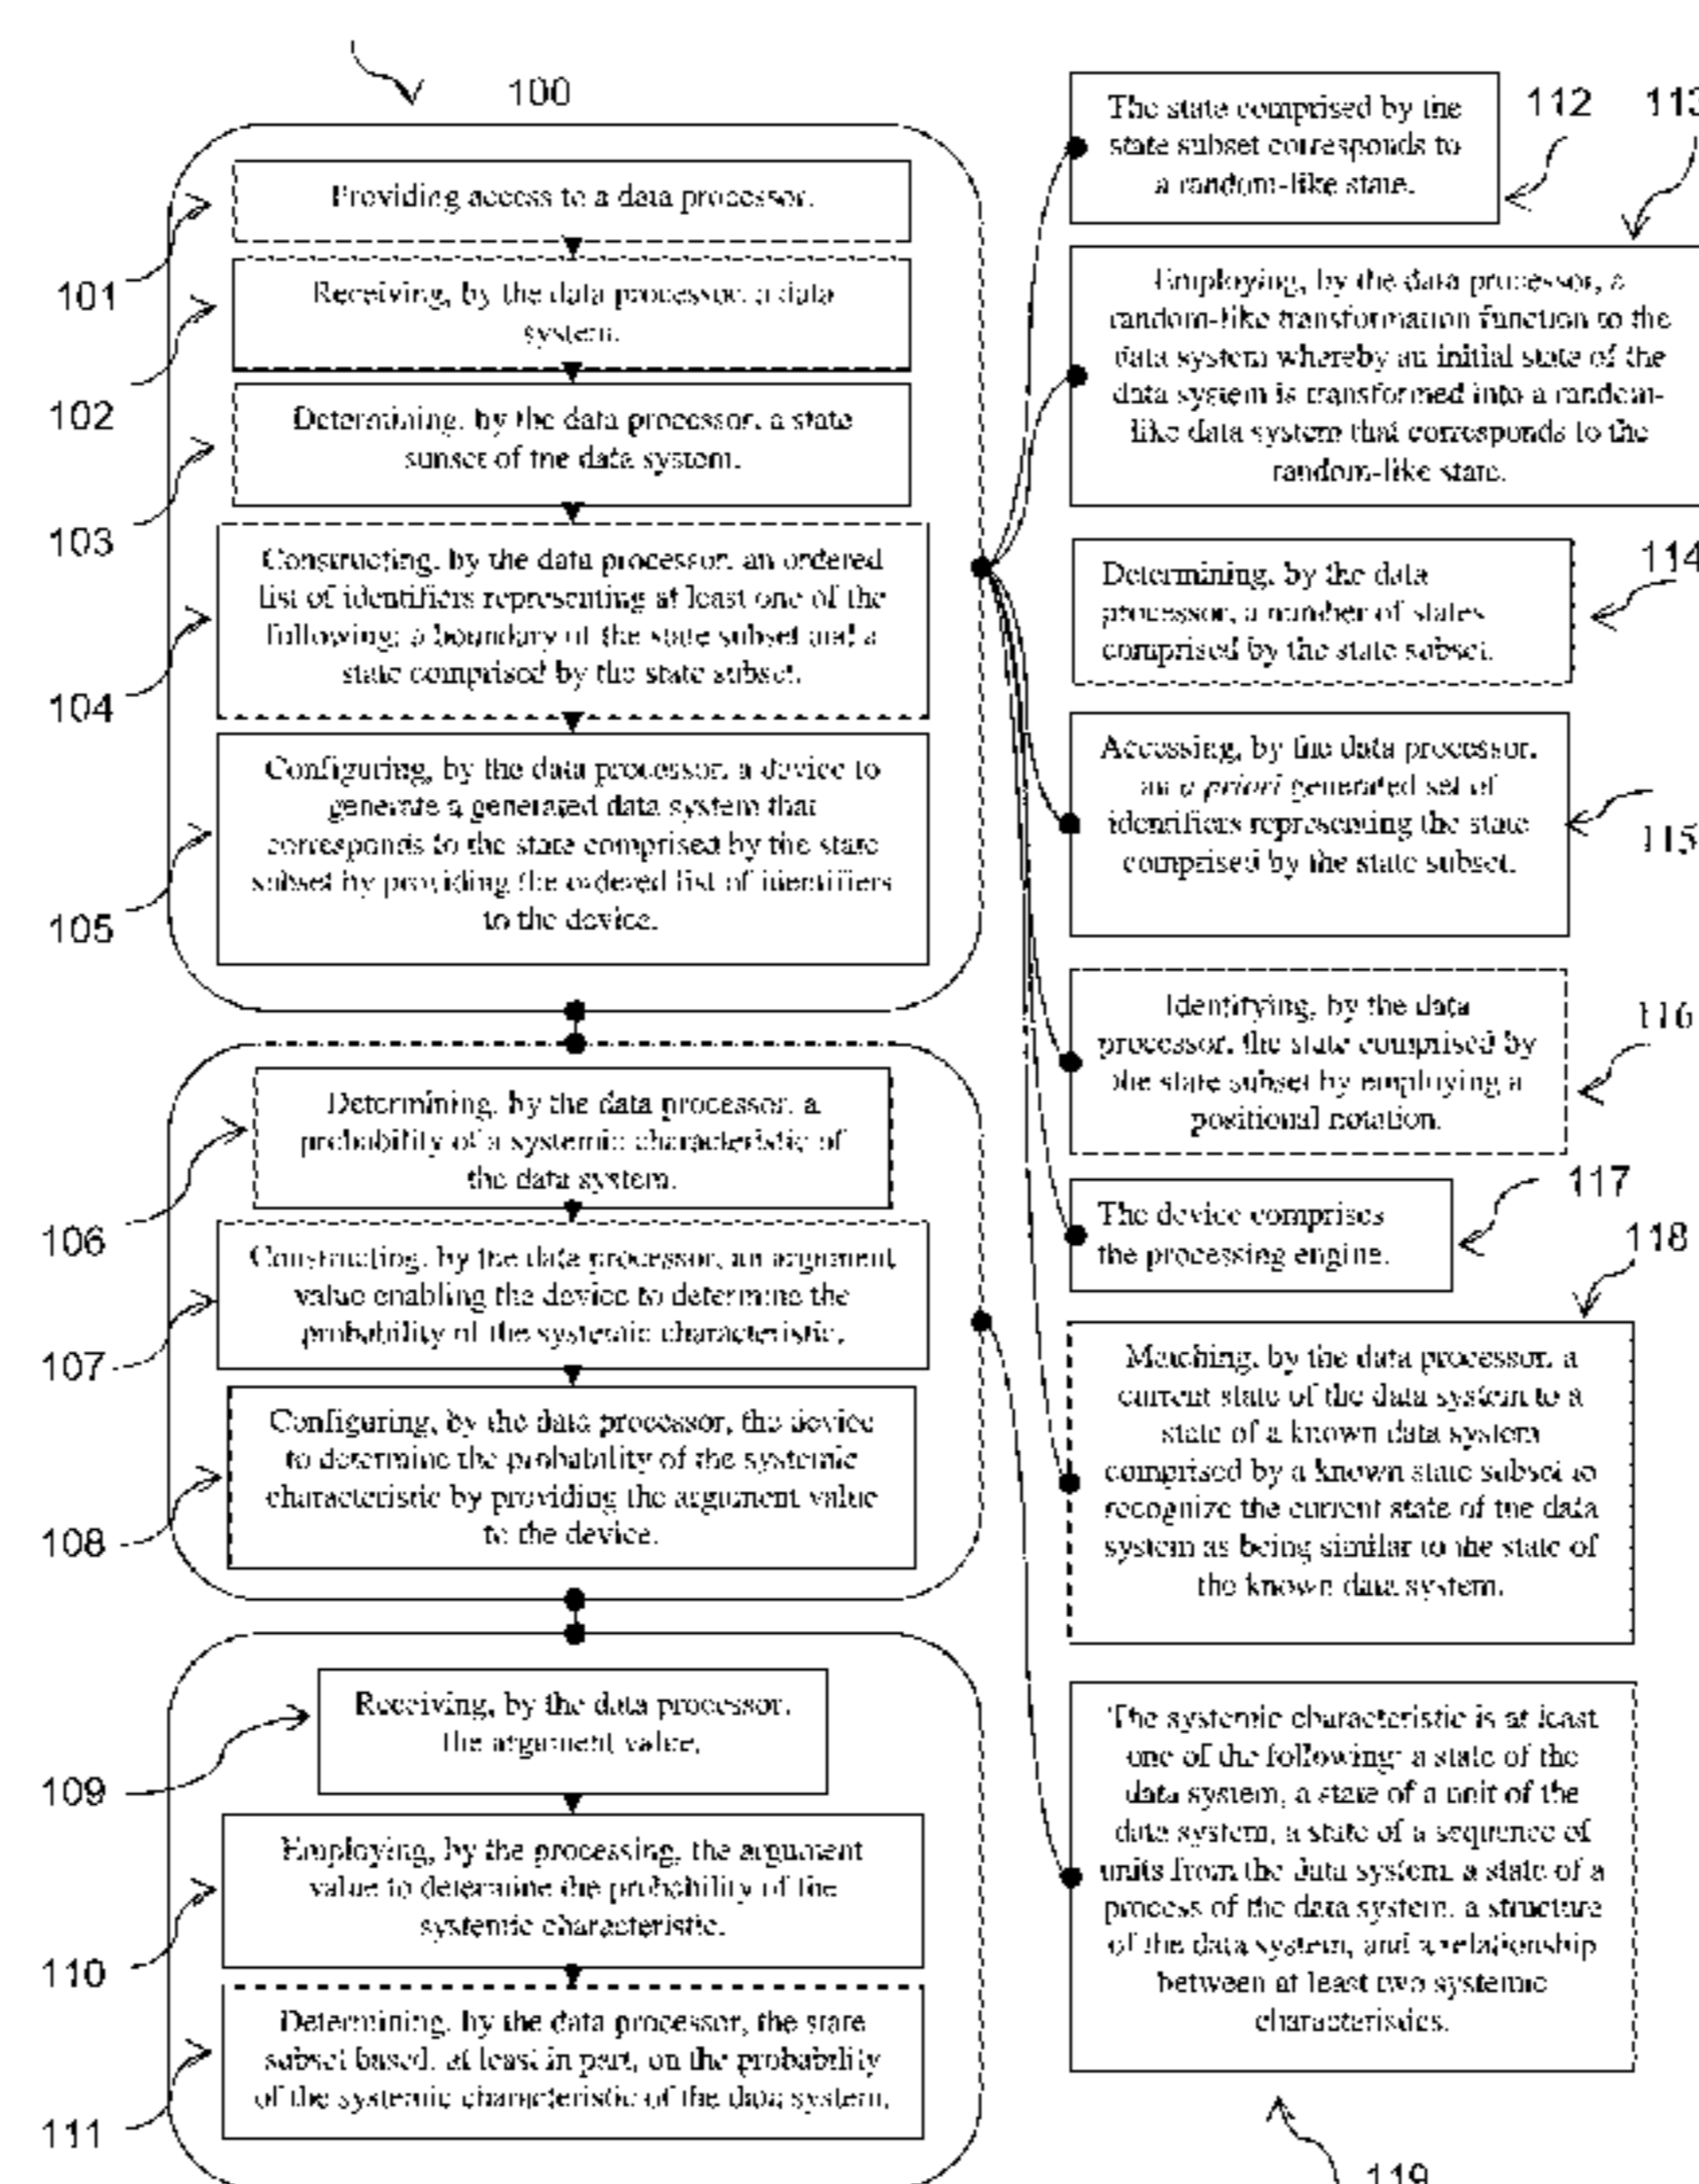 100
Providing access to a data processor.
101
Receiving, by the data processor, a data
system.
102
Determining, by the data processor, a state
sunset of the data system.
103
Constructing, by the data processor, an ordered
list of identifiers representing at least one of the
following: a boundary of the state subset and a
state comprised by the state subset.
104
Configuring, by the data processor, a device to
generate a generated data system that
corresponds to the state comprised by the state
subset by providing the ordered list of identifiers
to the device.
105
Determining, by the data processor, a
probability of a systemic characteristic of
the data system.
106
Constructing, by the data processor, an argument
value enabling the device to determine the
probability of the systemic characteristic.
107
Configuring, by the data processor, the device
to determine the probability of the systemic
characteristic by providing the argument value
to the device.
108
Receiving, by the data processor,
the argument value.
109
Employing, by the processing, the argument
value to determine the probability of the
systemic characteristic.
110
Determining, by the data processor, the state
subset based, at least in part, on the probability
of the systemic characteristic of the data system.
111
The state comprised by the
state subset corresponds to
a random-like state.
112
113
Employing, by the data processor, a
random-like transformation function to the
data system whereby an initial state of the
data system is transformed into a random-
like data system that corresponds to the
random-like state.
114
Determining, by the data
processor, a number of states
comprised by the state subset.
Accessing, by the data processor,
an a priori generated set of
identifiers representing the state
comprised by the state subset.
115
Identifying, by the data
processor, the state comprised by
the state subset by employing a
positional notation.
116
The device comprises
the processing engine.
117
118
Matching, by the data processor, a
current state of the data system to a
state of a known data system
comprised by a known state subset to
recognize the current state of the data
system as being similar to the state of
the known data system.
The systemic characteristic is at least
one of the following: a state of the
data system, a state of a unit of the
data system, a state of a sequence of
units from the data system, a state of a
process of the data system, a structure
of the data system, and a relationship
between at least two systemic
characteristics.
119